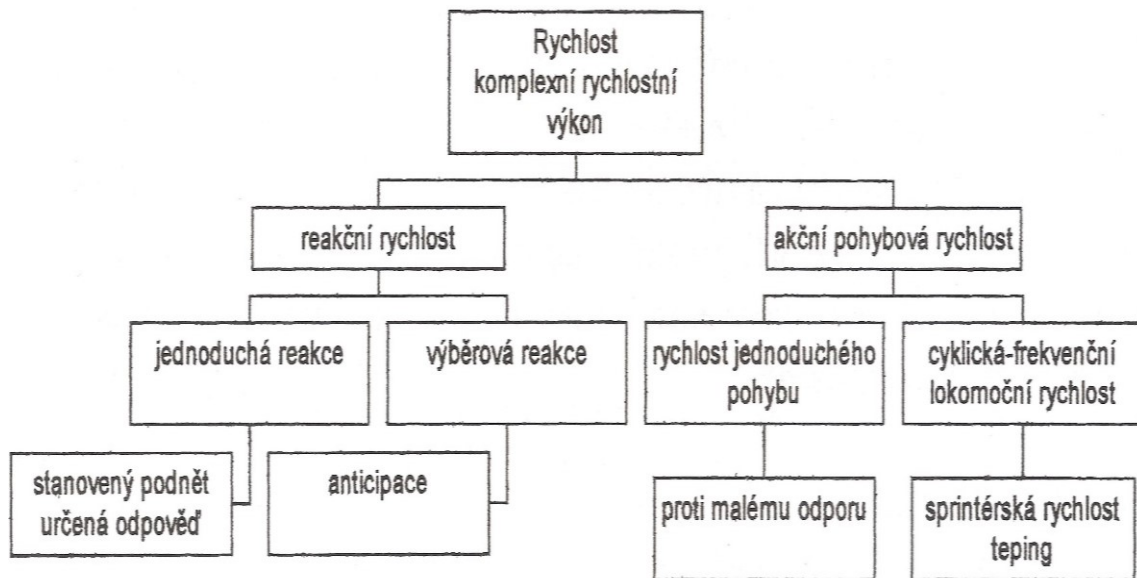 Rychlost
komplexní rychlostní
výkon
reakční rychlost
akční pohybová rychlost
jednoduchá reakce
výběrová reakce
rychlost jednoduchého
pohybu
cyklická-frekvenční
lokomoční rychlost
stanovený podnět
určená odpověď
anticipace
proti malému odporu
sprintérská rychlost
teping